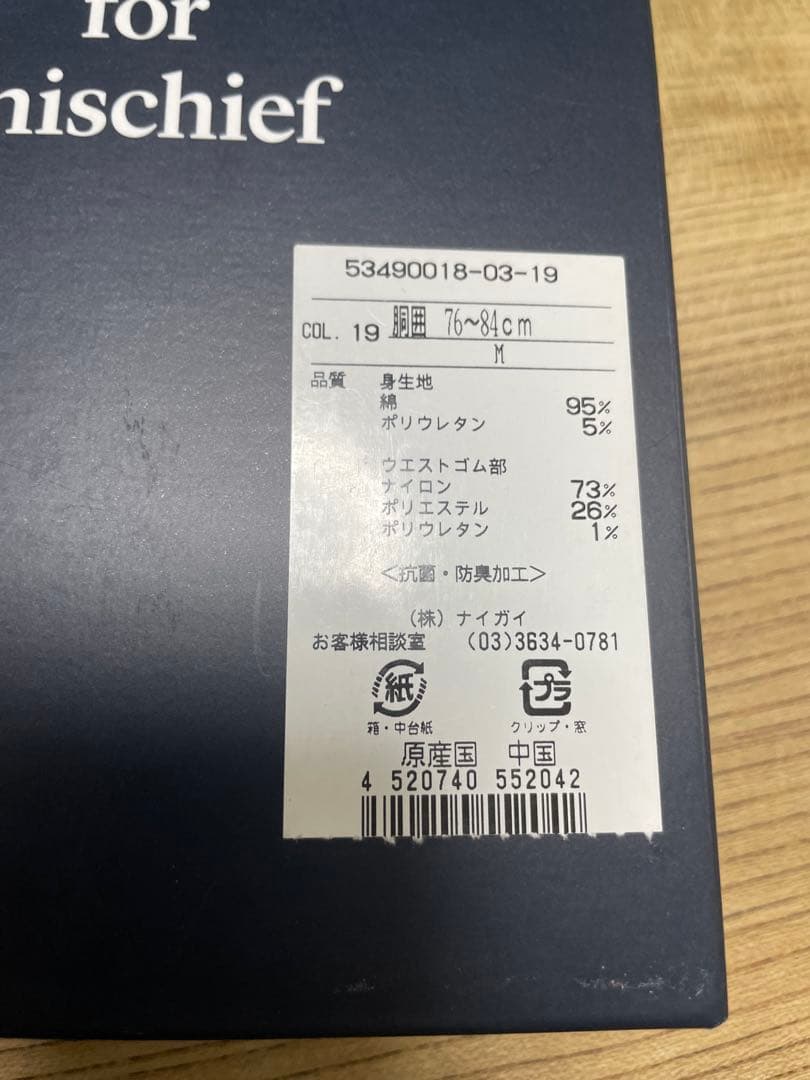 for
mischief
53490018-03-19
COL. 19 胴囲 76~84cm
M
品質 身生地
綿 95%
ポリウレタン 5%
ウエストゴム部
ナイロン 73%
ポリエステル 26%
ポリウレタン 1%
<抗菌・防臭加工>
(株)ナイガイ
お客様相談室 (03)3634-0781
紙 プラ
箱・中台紙 クリップ・窓
原産国 中国
4 520740 552042